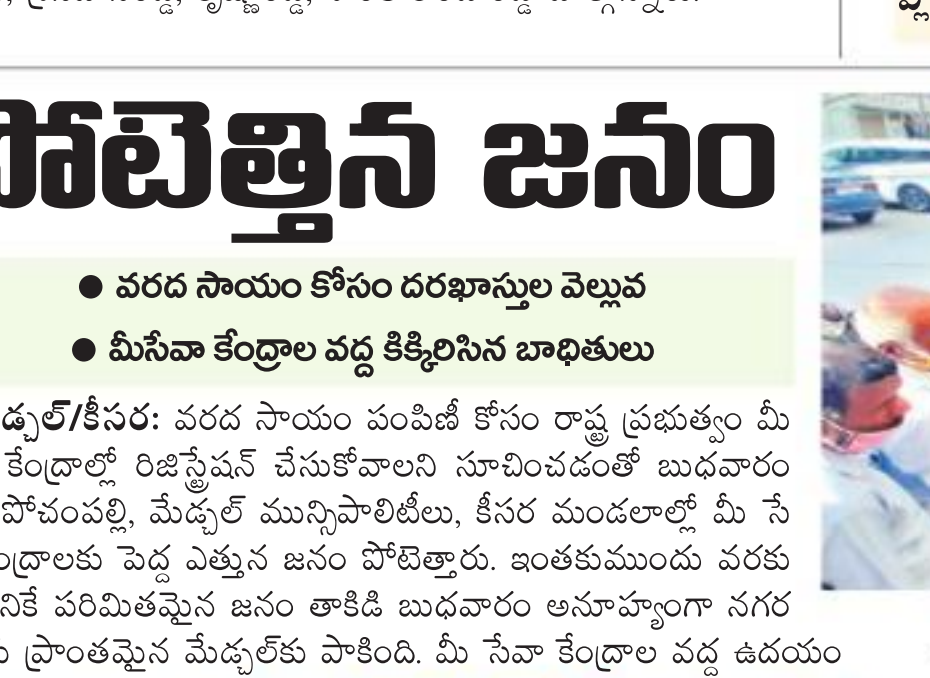 పోటెత్తిన జనం
● వరద సాయం కోసం దరఖాస్తుల వెల్లువ
● మీసేవా కేంద్రాల వద్ద కిక్కిరిసిన బాధితులు
డ్చల్/కీసర: వరద సాయం పంపిణీ కోసం రాష్ట్ర ప్రభుత్వం మీ
కేంద్రాల్లో రిజిస్ట్రేషన్ చేసుకోవాలని సూచించడంతో బుధవారం
పోచంపల్లి, మేడ్చల్ మున్సిపాలిటీలు, కీసర మండలాల్లో మీ సే
ంద్రాలకు పెద్ద ఎత్తున జనం పోటెత్తారు. ఇంతకుముందు వరకు
నికే పరిమితమైన జనం తాకిడి బుధవారం అనూహ్యంగా నగర
ప్రాంతమైన మేడ్చల్‌కు పాకింది. మీ సేవా కేంద్రాల వద్ద ఉదయం